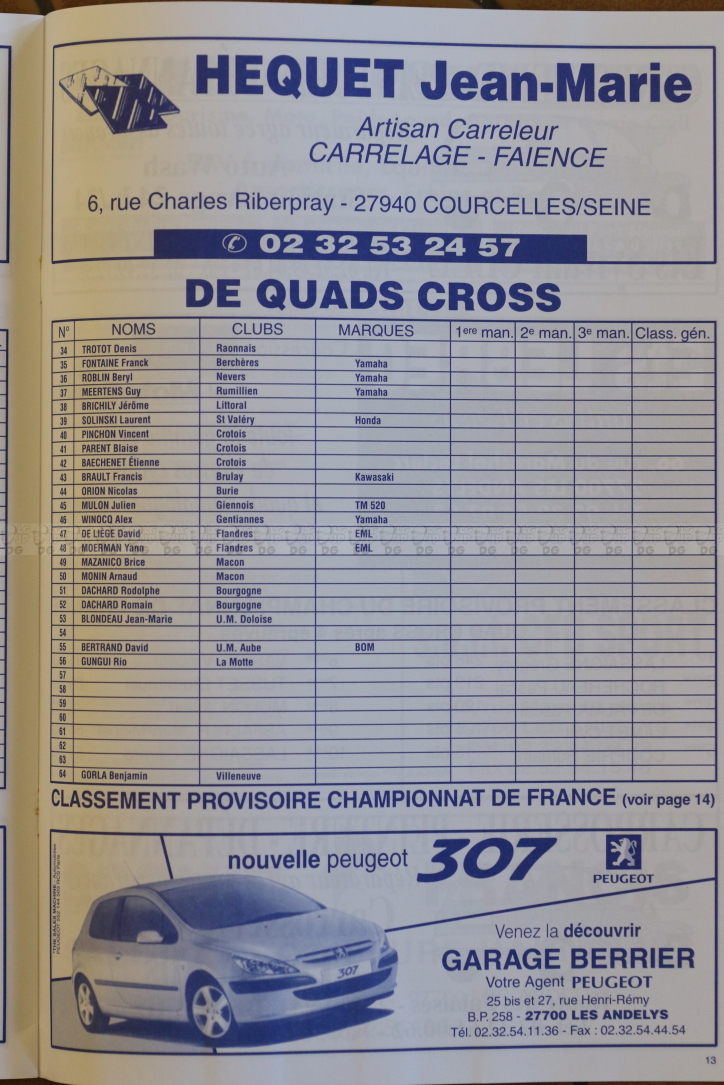 HEQUET Jean-Marie
Artisan Carreleur
CARRELAGE - FAIENCE
6, rue Charles Riberpray - 27940 COURCELLES/SEINE
✆ 02 32 53 24 57
DE QUADS CROSS
N° NOMS CLUBS MARQUES 1ere man. 2e man. 3e man. Class. gén.
34 TROTOT Denis Raonnais
35 FONTAINE Franck Berchères Yamaha
36 ROBLIN Beryl Nevers Yamaha
37 MEERTENS Guy Rumillien Yamaha
38 BRICHILY Jérôme Littoral
39 SOLINSKI Laurent St Valéry Honda
40 PINCHON Vincent Crotois
41 PARENT Blaise Crotois
42 BAECHENET Étienne Crotois
43 BRAULT Francis Brulay Kawasaki
44 ORION Nicolas Burie
45 MULON Julien Giennois TM 520
46 WINOCQ Alex Gentiannes Yamaha
47 DE LIÈGE David Flandres EML
48 MOERMAN Yann Flandres EML
49 MAZANICO Brice Macon
50 MONIN Arnaud Macon
51 DACHARD Rodolphe Bourgogne
52 DACHARD Romain Bourgogne
53 BLONDEAU Jean-Marie U.M. Doloise
54
55 BERTRAND David U.M. Aube BOM
56 GUNGUI Rio La Motte
57
58
59
60
61
62
63
64 GORLA Benjamin Villeneuve
CLASSEMENT PROVISOIRE CHAMPIONNAT DE FRANCE (voir page 14)
nouvelle peugeot 307
PEUGEOT
307
Venez la découvrir
GARAGE BERRIER
Votre Agent PEUGEOT
25 bis et 27, rue Henri-Rémy
B.P. 258 - 27700 LES ANDELYS
Tél. 02.32.54.11.36 - Fax : 02.32.54.44.54
13